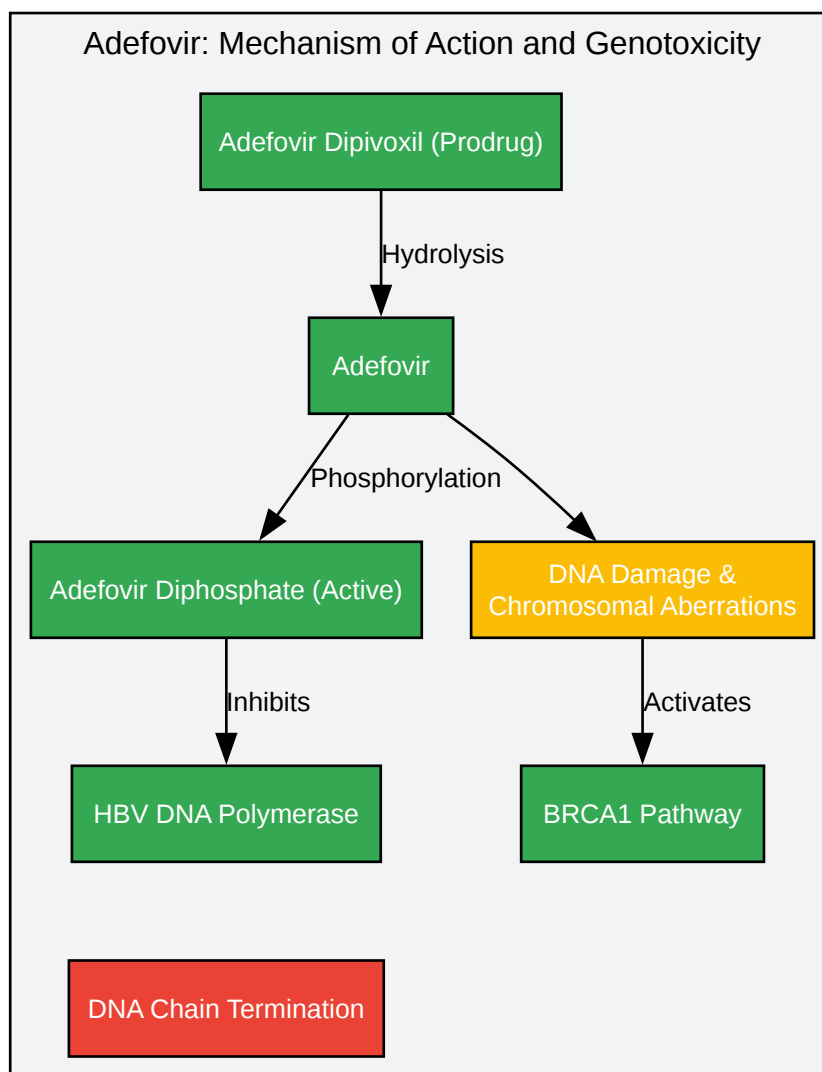 Adefovir: Mechanism of Action and Genotoxicity
Adefovir Dipivoxil (Prodrug)
Hydrolysis
Adefovir
Phosphorylation
Adefovir Diphosphate (Active)
DNA Damage &
Chromosomal Aberrations
Inhibits
Activates
HBV DNA Polymerase
BRCA1 Pathway
DNA Chain Termination